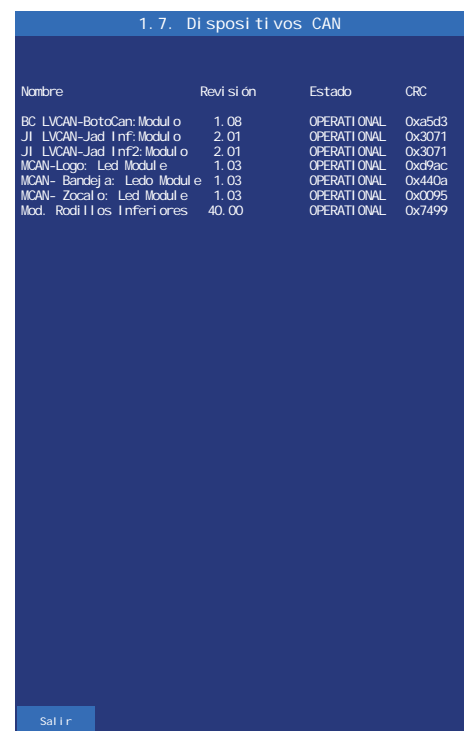 1.7. Dispositivos CAN
Nombre Revisión Estado CRC
BC LVCAN-BotoCan:Modulo 1.08 OPERATIONAL 0xa5d3
JI LVCAN-Jad Inf:Modulo 2.01 OPERATIONAL 0x3071
JI LVCAN-Jad Inf2:Modulo 2.01 OPERATIONAL 0x3071
MCAN-Logo: Led Module 1.03 OPERATIONAL 0xd9ac
MCAN- Bandeja: Ledo Module 1.03 OPERATIONAL 0x440a
MCAN- Zocalo: Led Module 1.03 OPERATIONAL 0x0095
Mod. Rodillos Inferiores 40.00 OPERATIONAL 0x7499
Salir